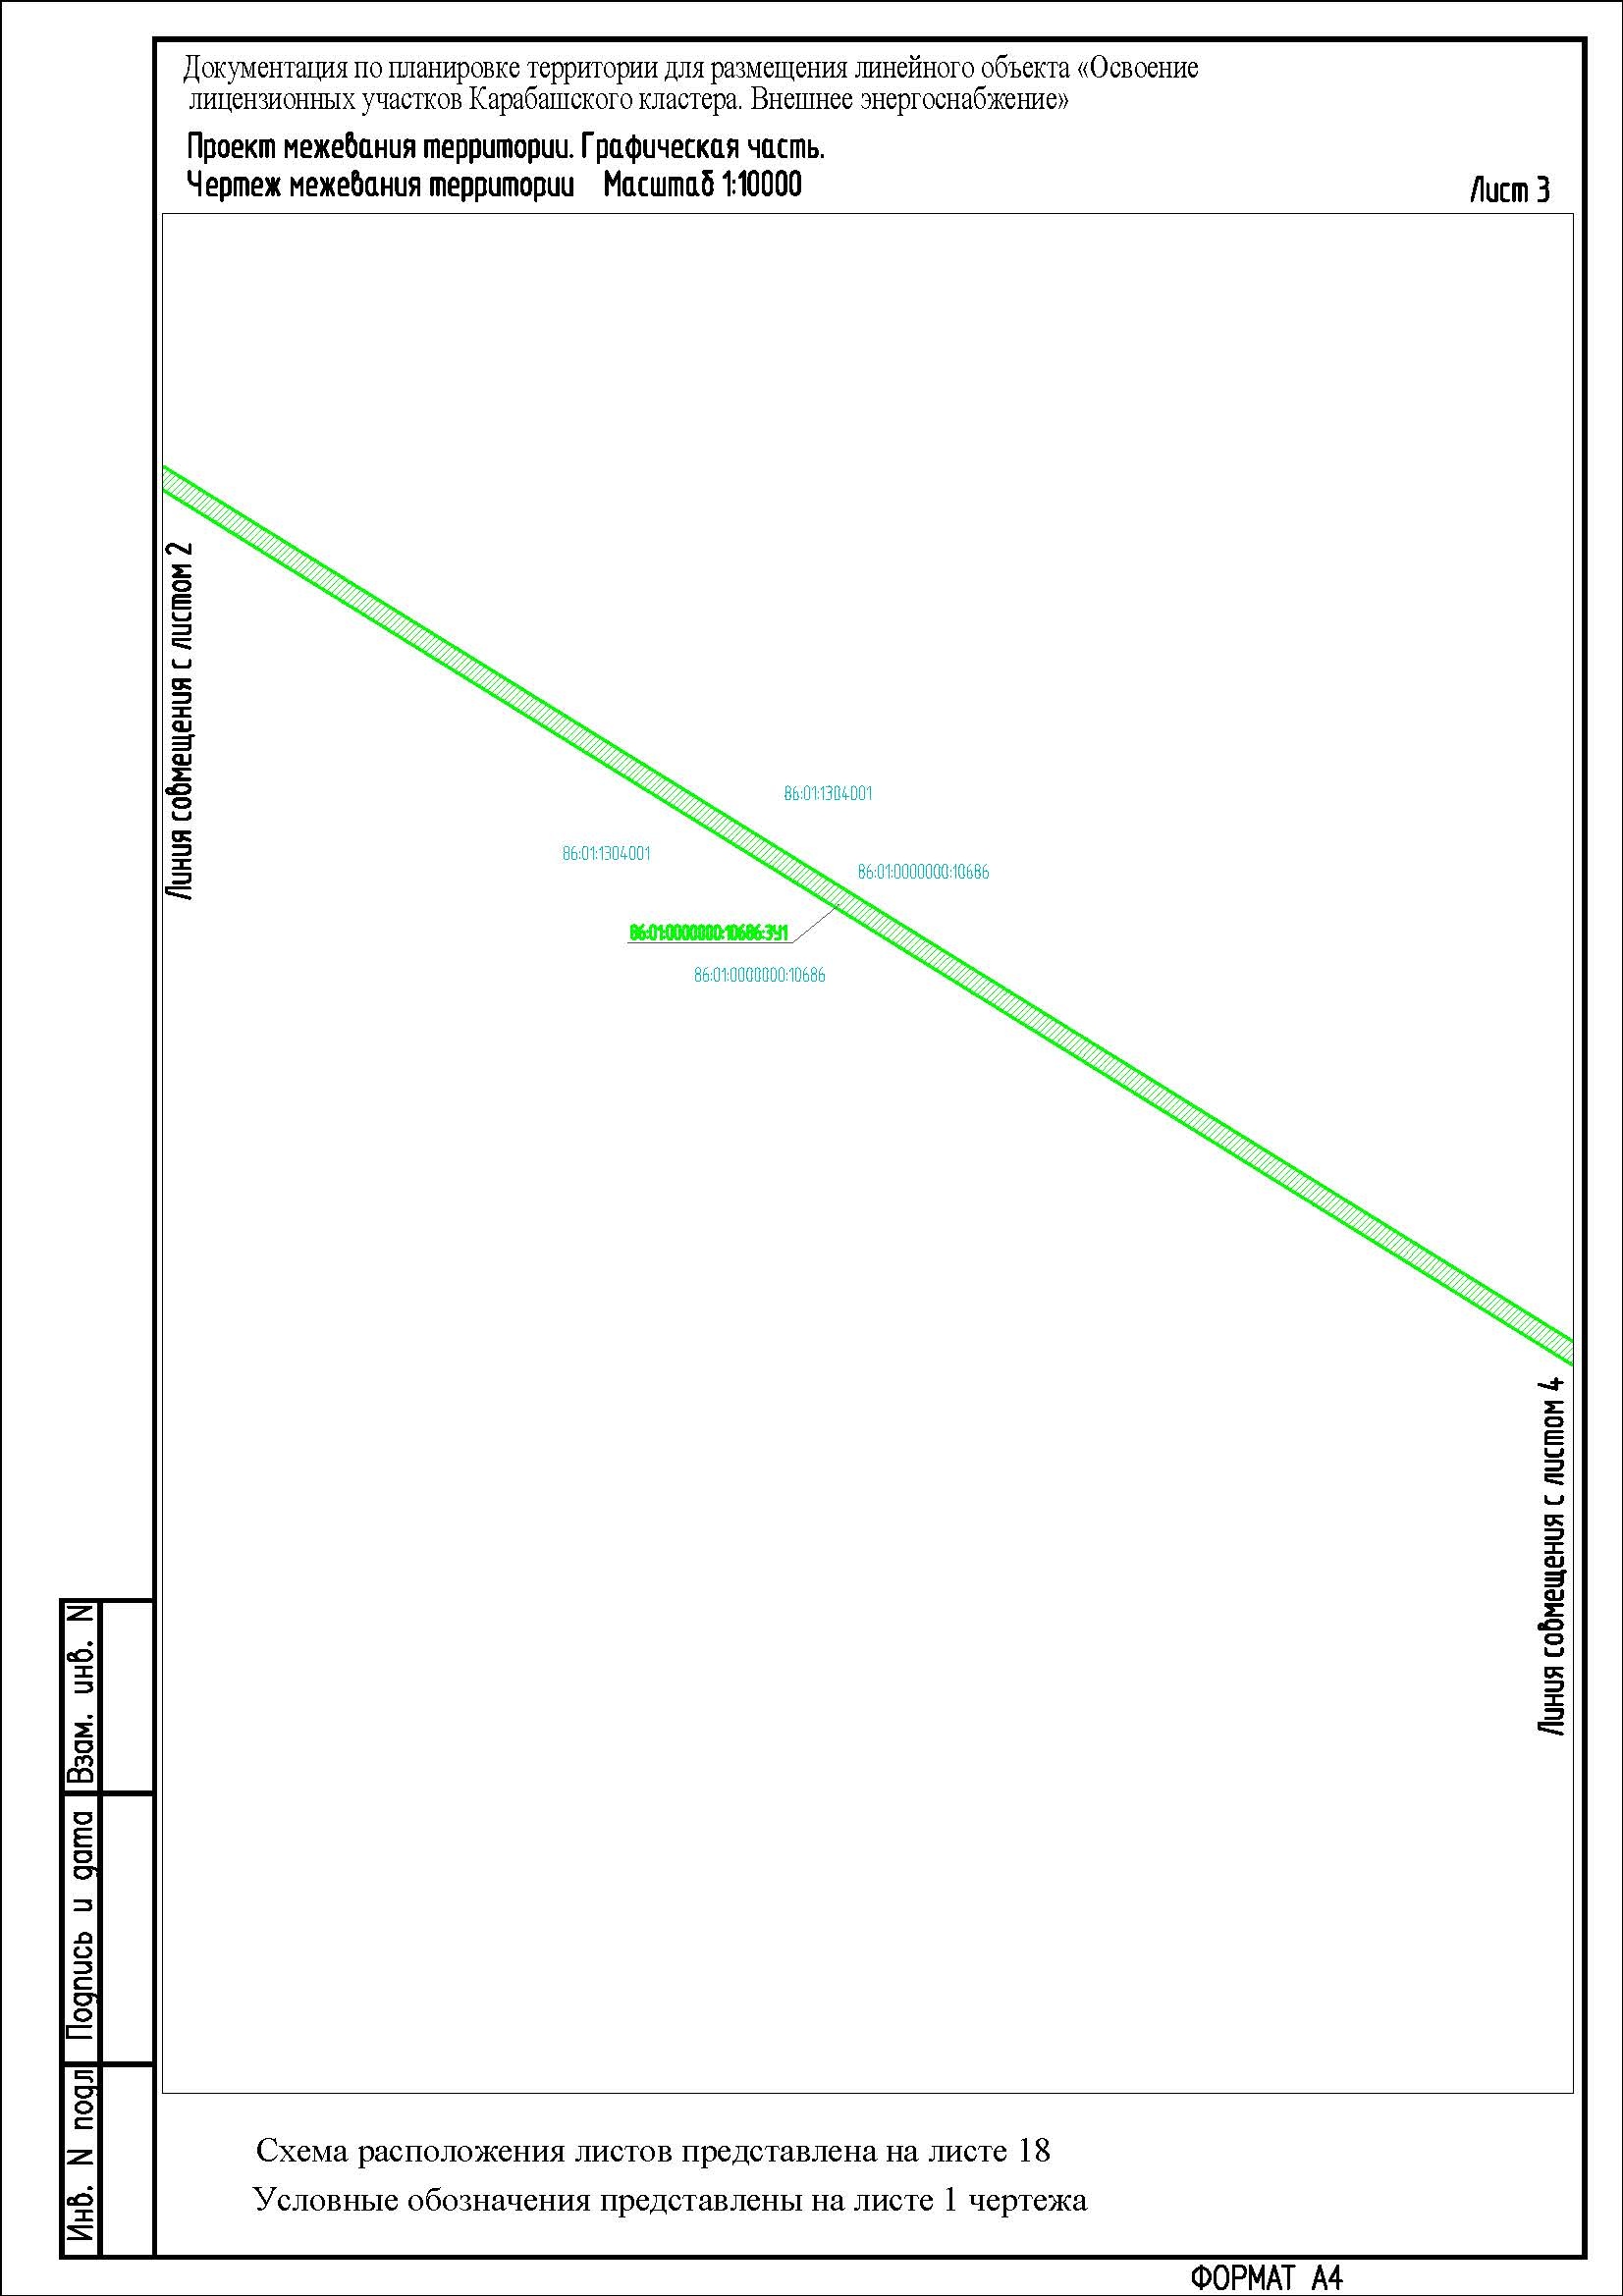 Документация по планировке территории для размещения линейного объекта «Освоение
лицензионных участков Карабашского кластера. Внешнее энергоснабжение»
Проект межевания территории. Графическая часть.
Чертеж межевания территории Масштаб 1:10000
Лист 3
Линия совмещения с листом 2
86:01:1304001
86:01:1304001
86:01:0000000:10686
86:01:0000000:10686:ЗУ1
86:01:0000000:10686
Линия совмещения с листом 4
Взам. инв. N
Подпись и дата
Инв. N подл
Схема расположения листов представлена на листе 18
Условные обозначения представлены на листе 1 чертежа
ФОРМАТ А4